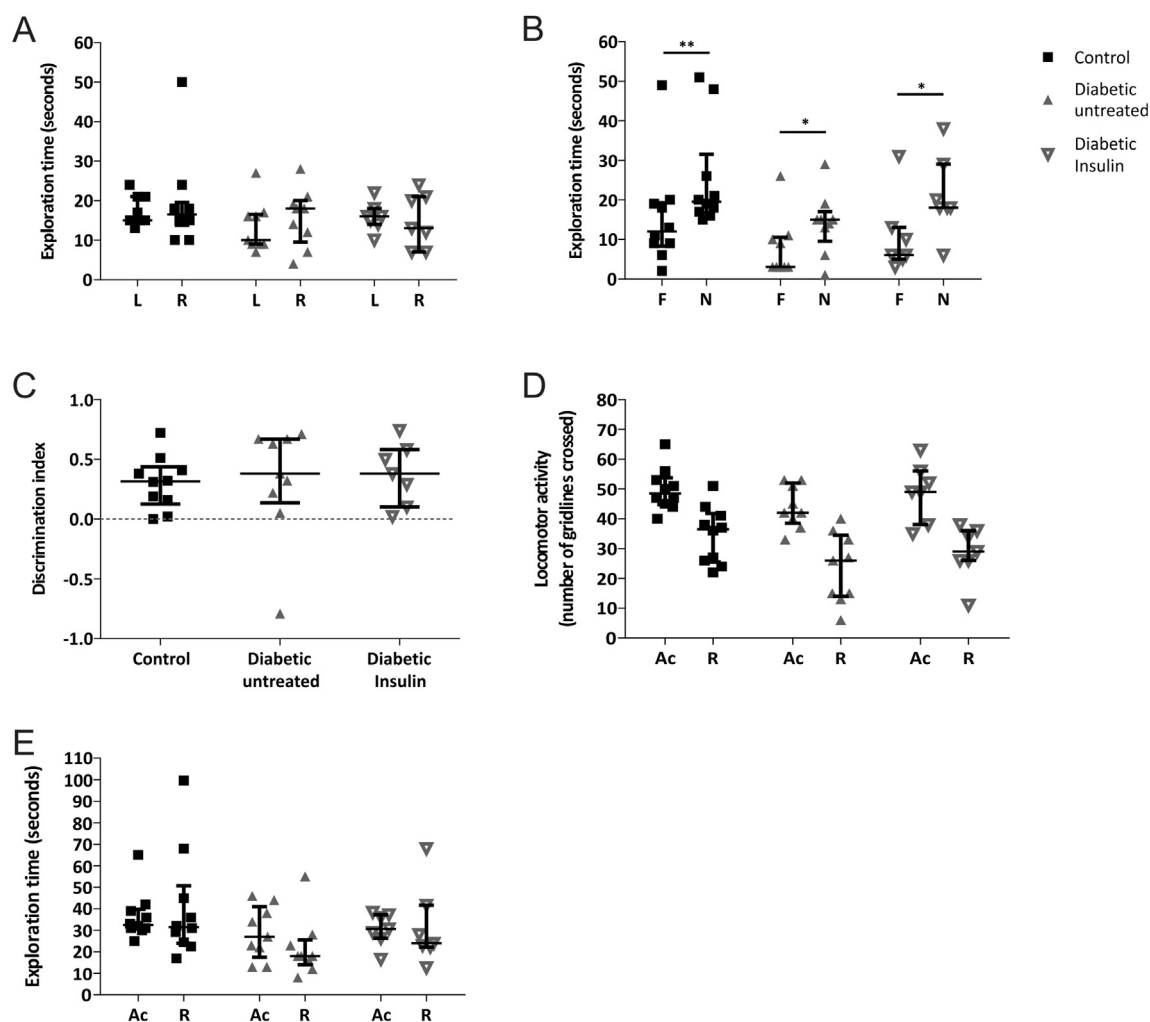 A
Exploration time (seconds)
60
50
40
30
20
10
0
L R L R L R
B
Exploration time (seconds)
60
50
40
30
20
10
0
** * *
F N F N F N
Control
Diabetic
untreated
Diabetic
Insulin
C
Discrimination index
1.0
0.5
0.0
-0.5
-1.0
Control Diabetic Diabetic
untreated Insulin
D
Locomotor activity
(number of gridlines crossed)
80
70
60
50
40
30
20
10
0
Ac R Ac R Ac R
E
Exploration time (seconds)
110
100
90
80
70
60
50
40
30
20
10
0
Ac R Ac R Ac R